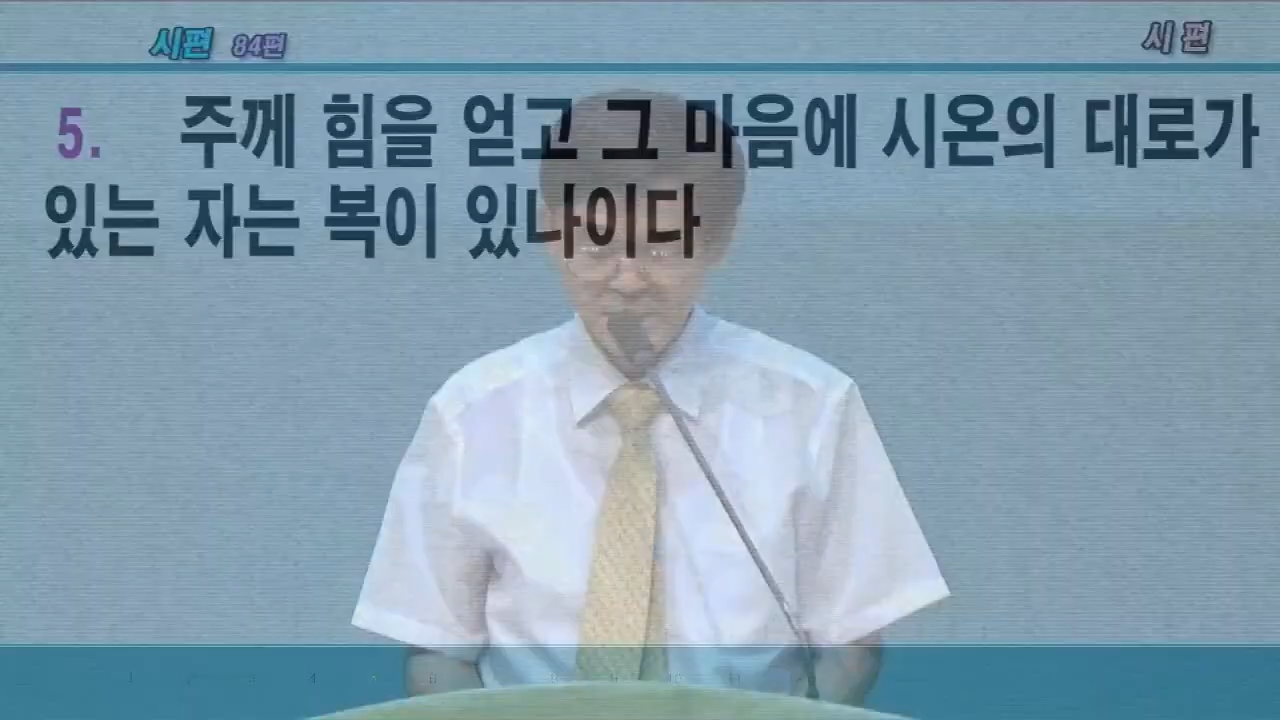 시편 84편
시편
5. 주께 힘을 얻고 그 마음에 시온의 대로가
있는 자는 복이 있나이다